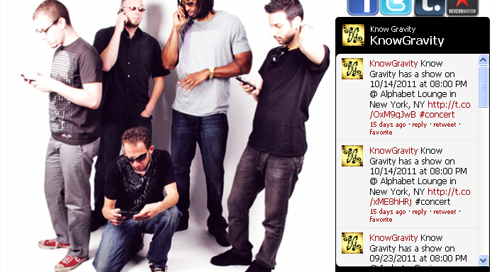 REVERBNATION
Know Gravity
KnowGravity
KnowGravity Know
Gravity has a show on
10/14/2011 at 08:00 PM
@ Alphabet Lounge in
New York, NY http://t.co
/OxM9qJwB #concert
15 days ago · reply · retweet ·
favorite
KnowGravity Know
Gravity has a show on
10/14/2011 at 08:00 PM
@ Alphabet Lounge in
New York, NY http://t.co
/xME8hHRj #concert
15 days ago · reply · retweet ·
favorite
KnowGravity Know
Gravity has a show on
09/23/2011 at 08:00 PM